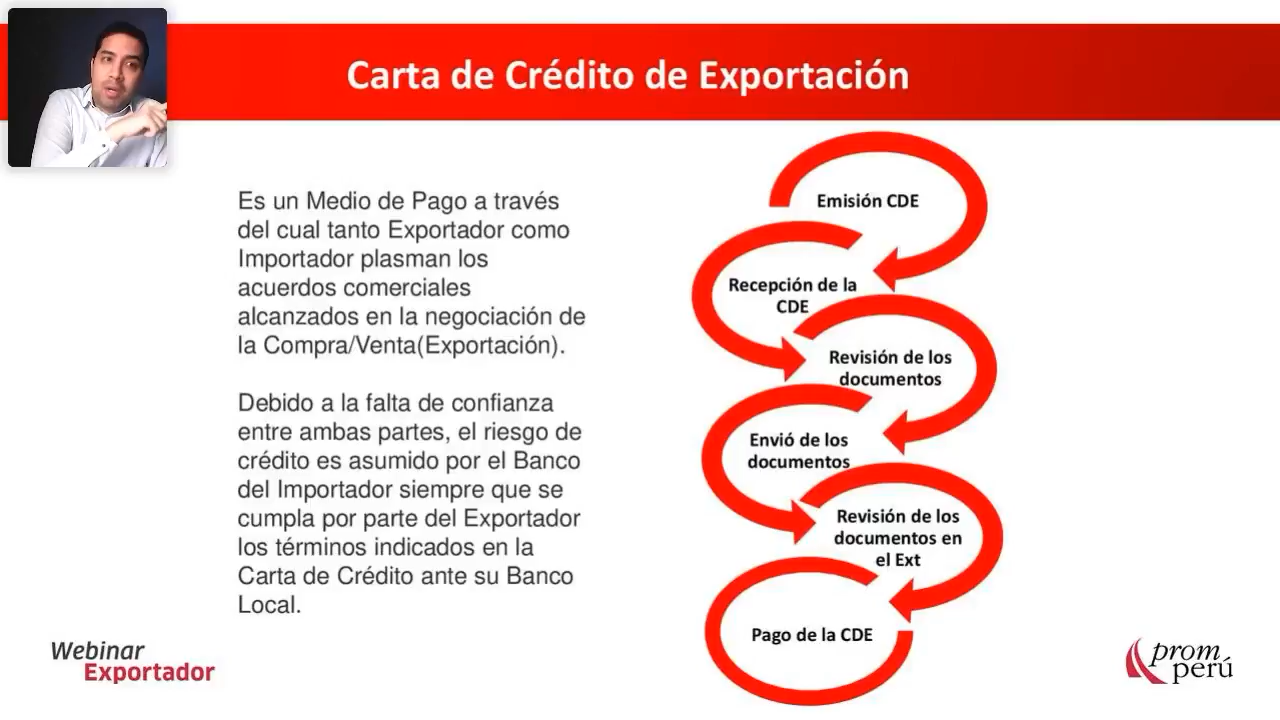 Carta de Crédito de Exportación
Es un Medio de Pago a través
del cual tanto Exportador como
Importador plasman los
acuerdos comerciales
alcanzados en la negociación de
la Compra/Venta(Exportación).
Debido a la falta de confianza
entre ambas partes, el riesgo de
crédito es asumido por el Banco
del Importador siempre que se
cumpla por parte del Exportador
los términos indicados en la
Carta de Crédito ante su Banco
Local.
Emisión CDE
Recepción de la
CDE
Revisión de los
documentos
Envió de los
documentos
Revisión de los
documentos en
el Ext
Pago de la CDE
Webinar
Exportador
prom
perú